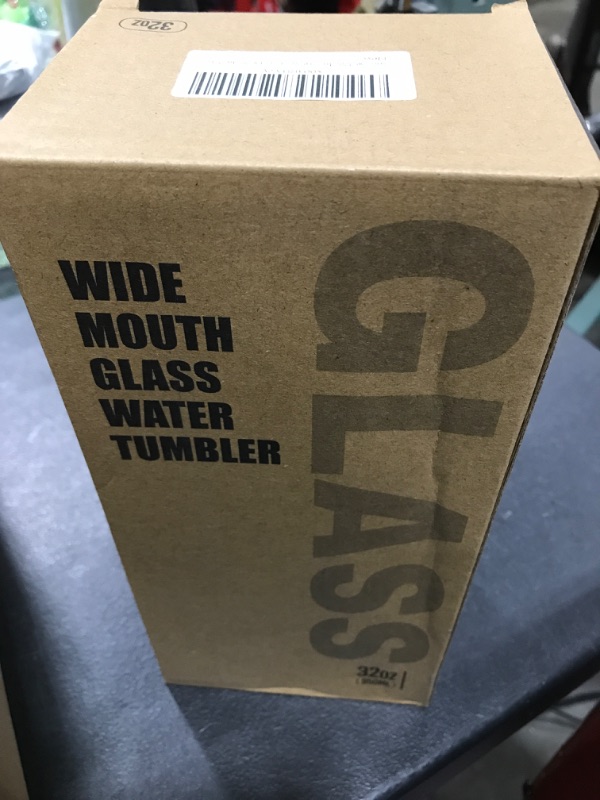 32OZ
WIDE
MOUTH
GLASS
WATER
TUMBLER
GLASS
32OZ